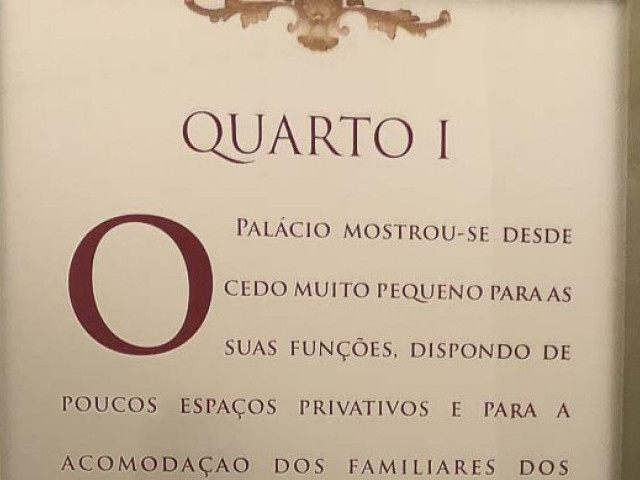 QUARTO I
O PALÁCIO MOSTROU-SE DESDE
CEDO MUITO PEQUENO PARA AS
SUAS FUNÇÕES, DISPONDO DE
POUCOS ESPAÇOS PRIVATIVOS E PARA A
ACOMODAÇAO DOS FAMILIARES DOS